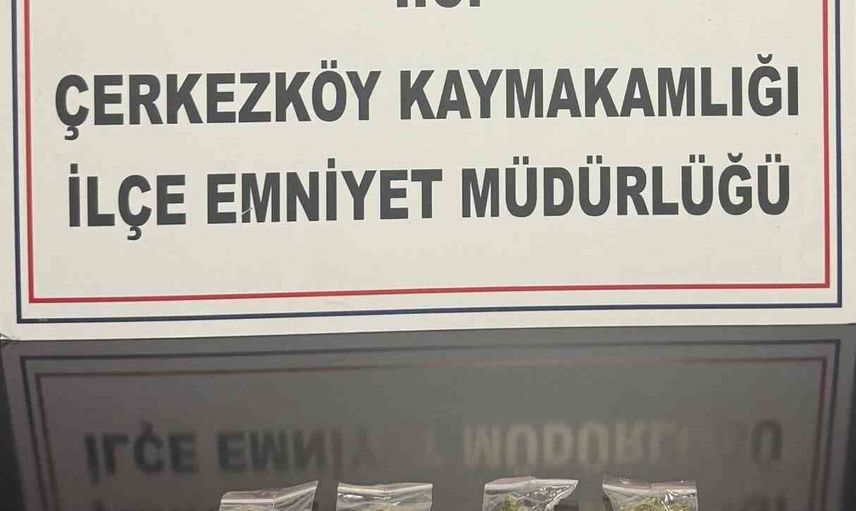 ÇERKEZKÖY KAYMAKAMLIĞI
İLÇE EMNİYET MÜDÜRLÜĞÜ